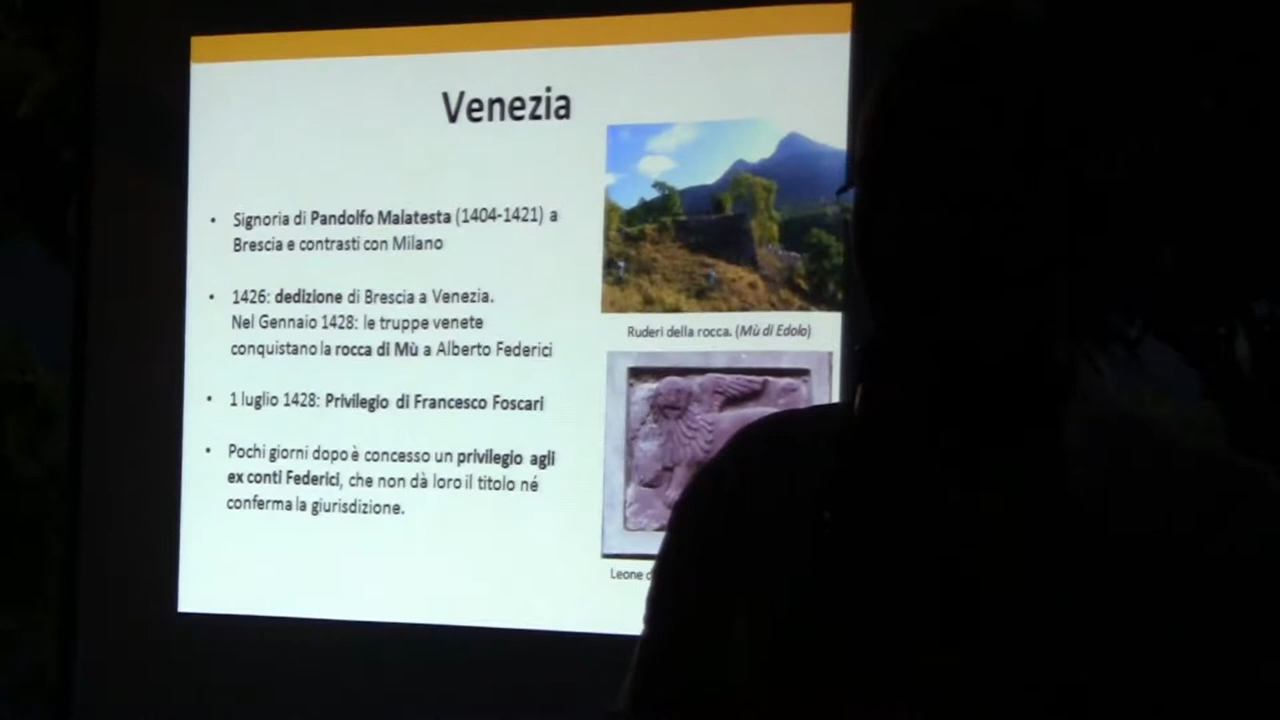 Venezia
• Signoria di Pandolfo Malatesta (1404-1421) a
Brescia e contrasti con Milano
• 1426: dedizione di Brescia a Venezia.
Nel Gennaio 1428: le truppe venete
conquistano la rocca di Mù a Alberto Federici
• 1 luglio 1428: Privilegio di Francesco Foscari
• Pochi giorni dopo è concesso un privilegio agli
ex conti Federici, che non dà loro il titolo né
conferma la giurisdizione.
Ruderi della rocca. (Mù di Edolo)
Leone